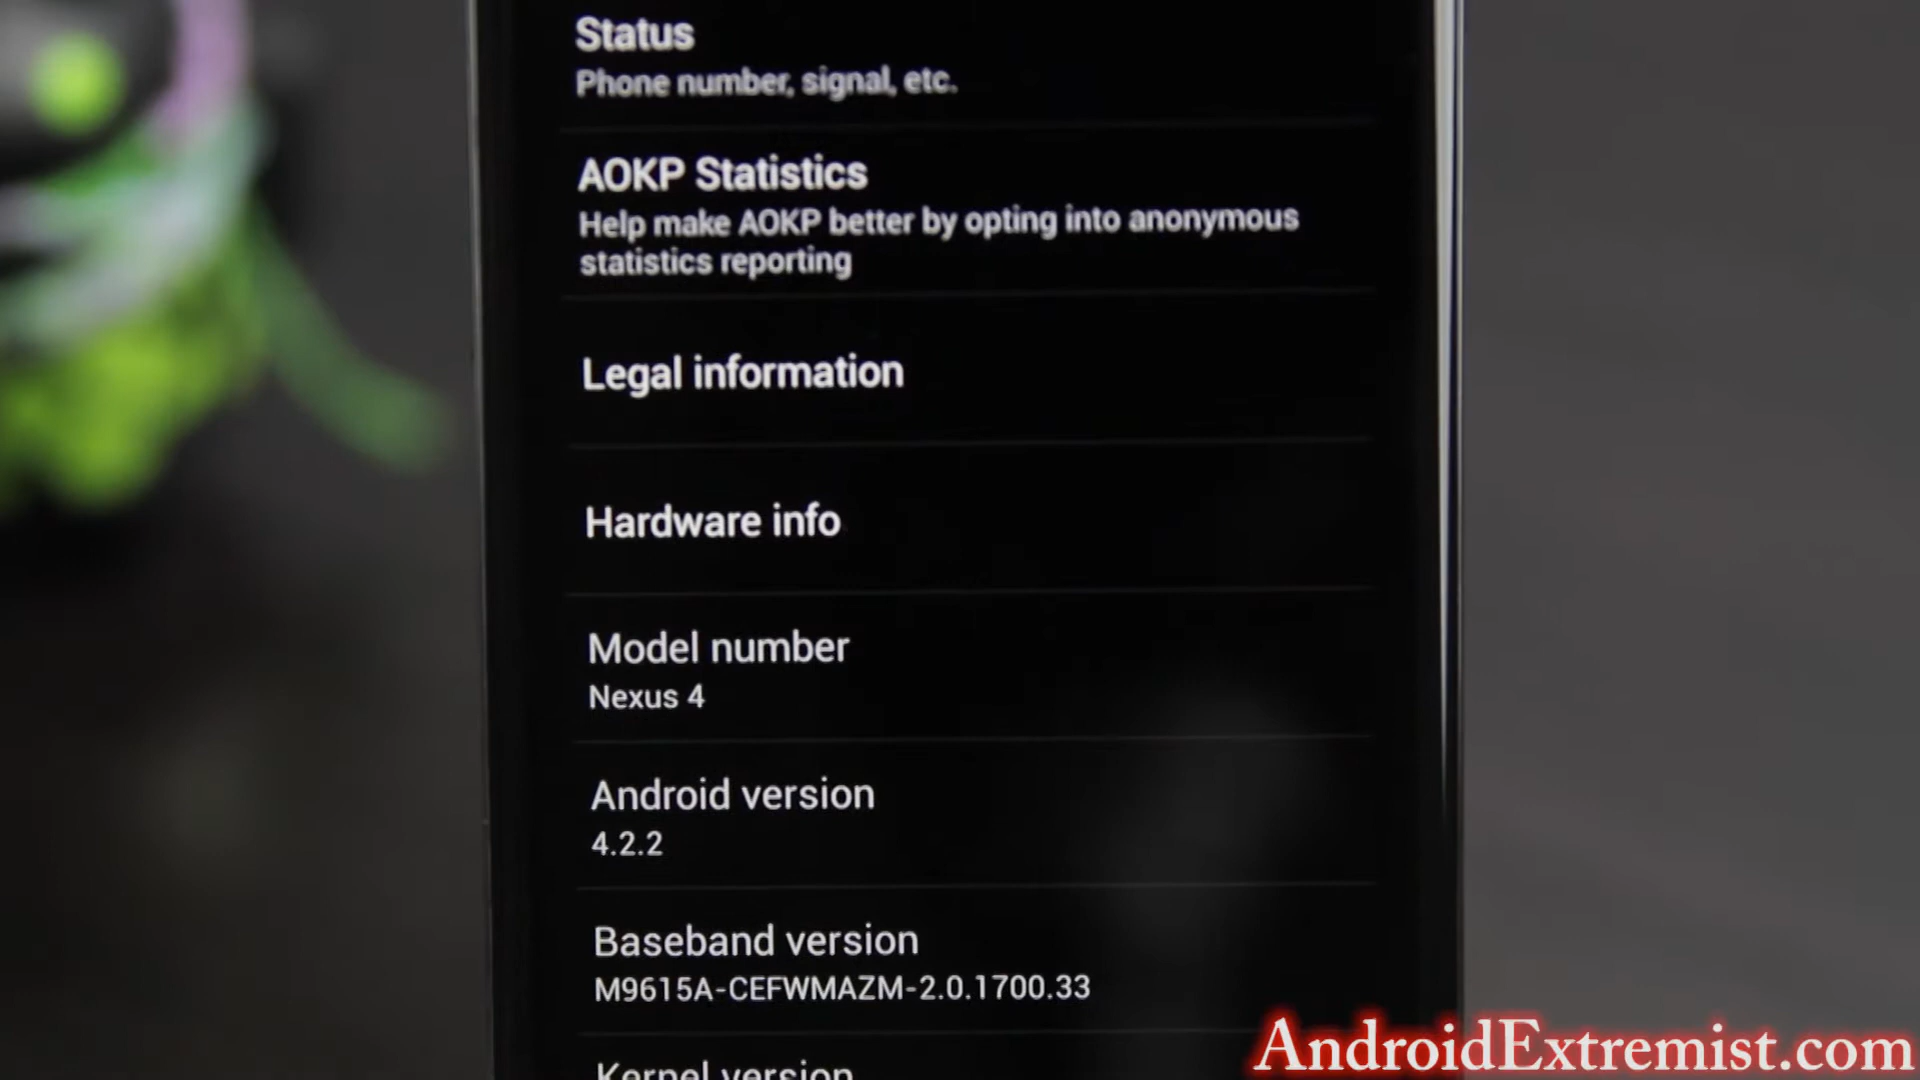 Status
Phone number, signal, etc.
AOKP Statistics
Help make AOKP better by opting into anonymous
statistics reporting
Legal information
Hardware info
Model number
Nexus 4
Android version
4.2.2
Baseband version
M9615A-CEFWMAZM-2.0.1700.33
Kernel version
AndroidExtremist.com